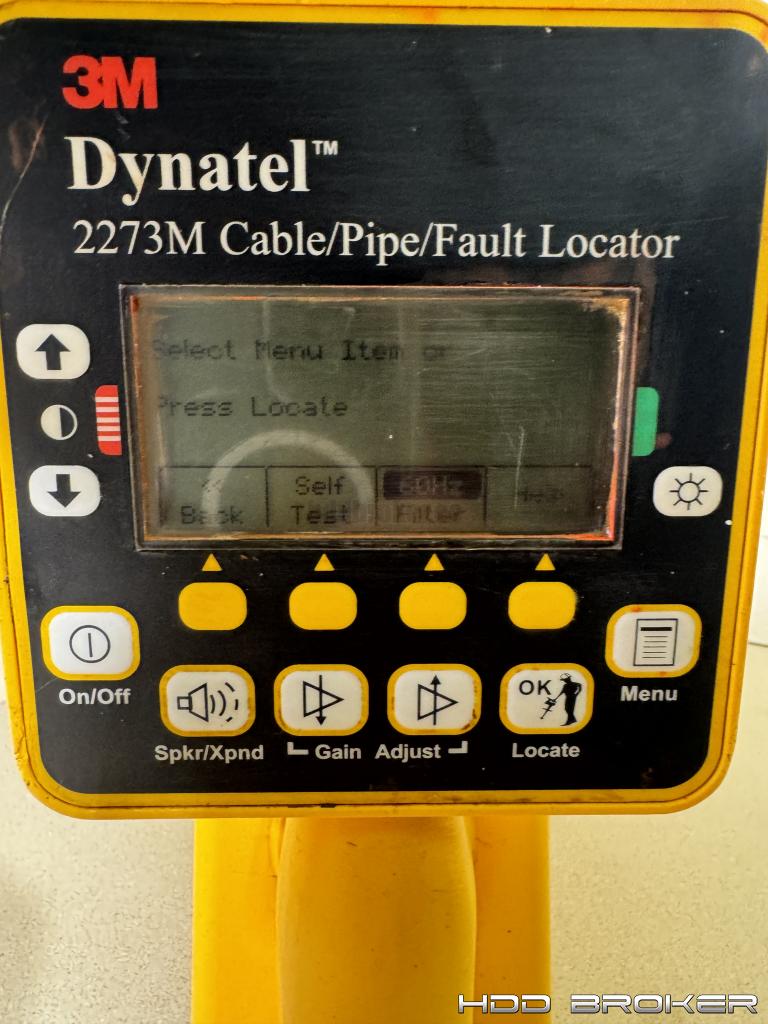 3M
Dynatel™
2273M Cable/Pipe/Fault Locator
Select Menu Item or
Press Locate
<< Self 60Hz
Back Test Filter
On/Off
OK
Menu
Spkr/Xpnd Gain Adjust Locate
HDD BROKER